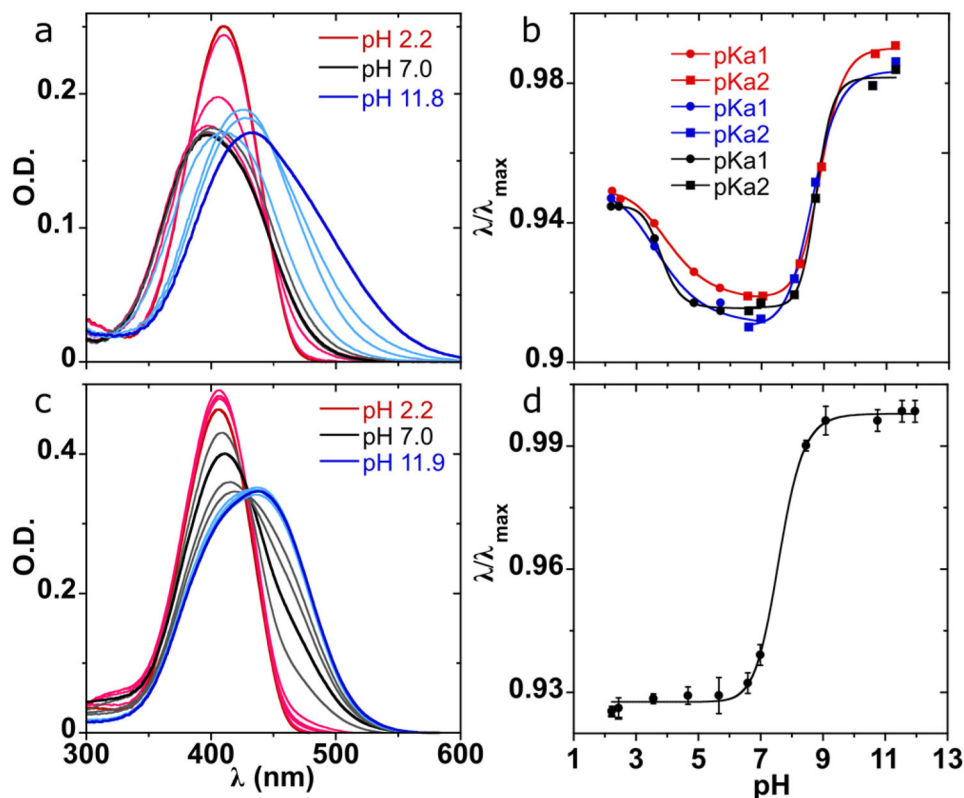 a
pH 2.2
pH 7.0
pH 11.8
0.2
0.1
0
O.D.
b
pKa1
pKa2
pKa1
pKa2
pKa1
pKa2
0.98
0.94
0.9
λ/λmax
c
pH 2.2
pH 7.0
pH 11.9
0.4
0.2
0
O.D.
300 400 500 600
λ (nm)
d
0.99
0.96
0.93
λ/λmax
1 3 5 7 9 11 13
pH